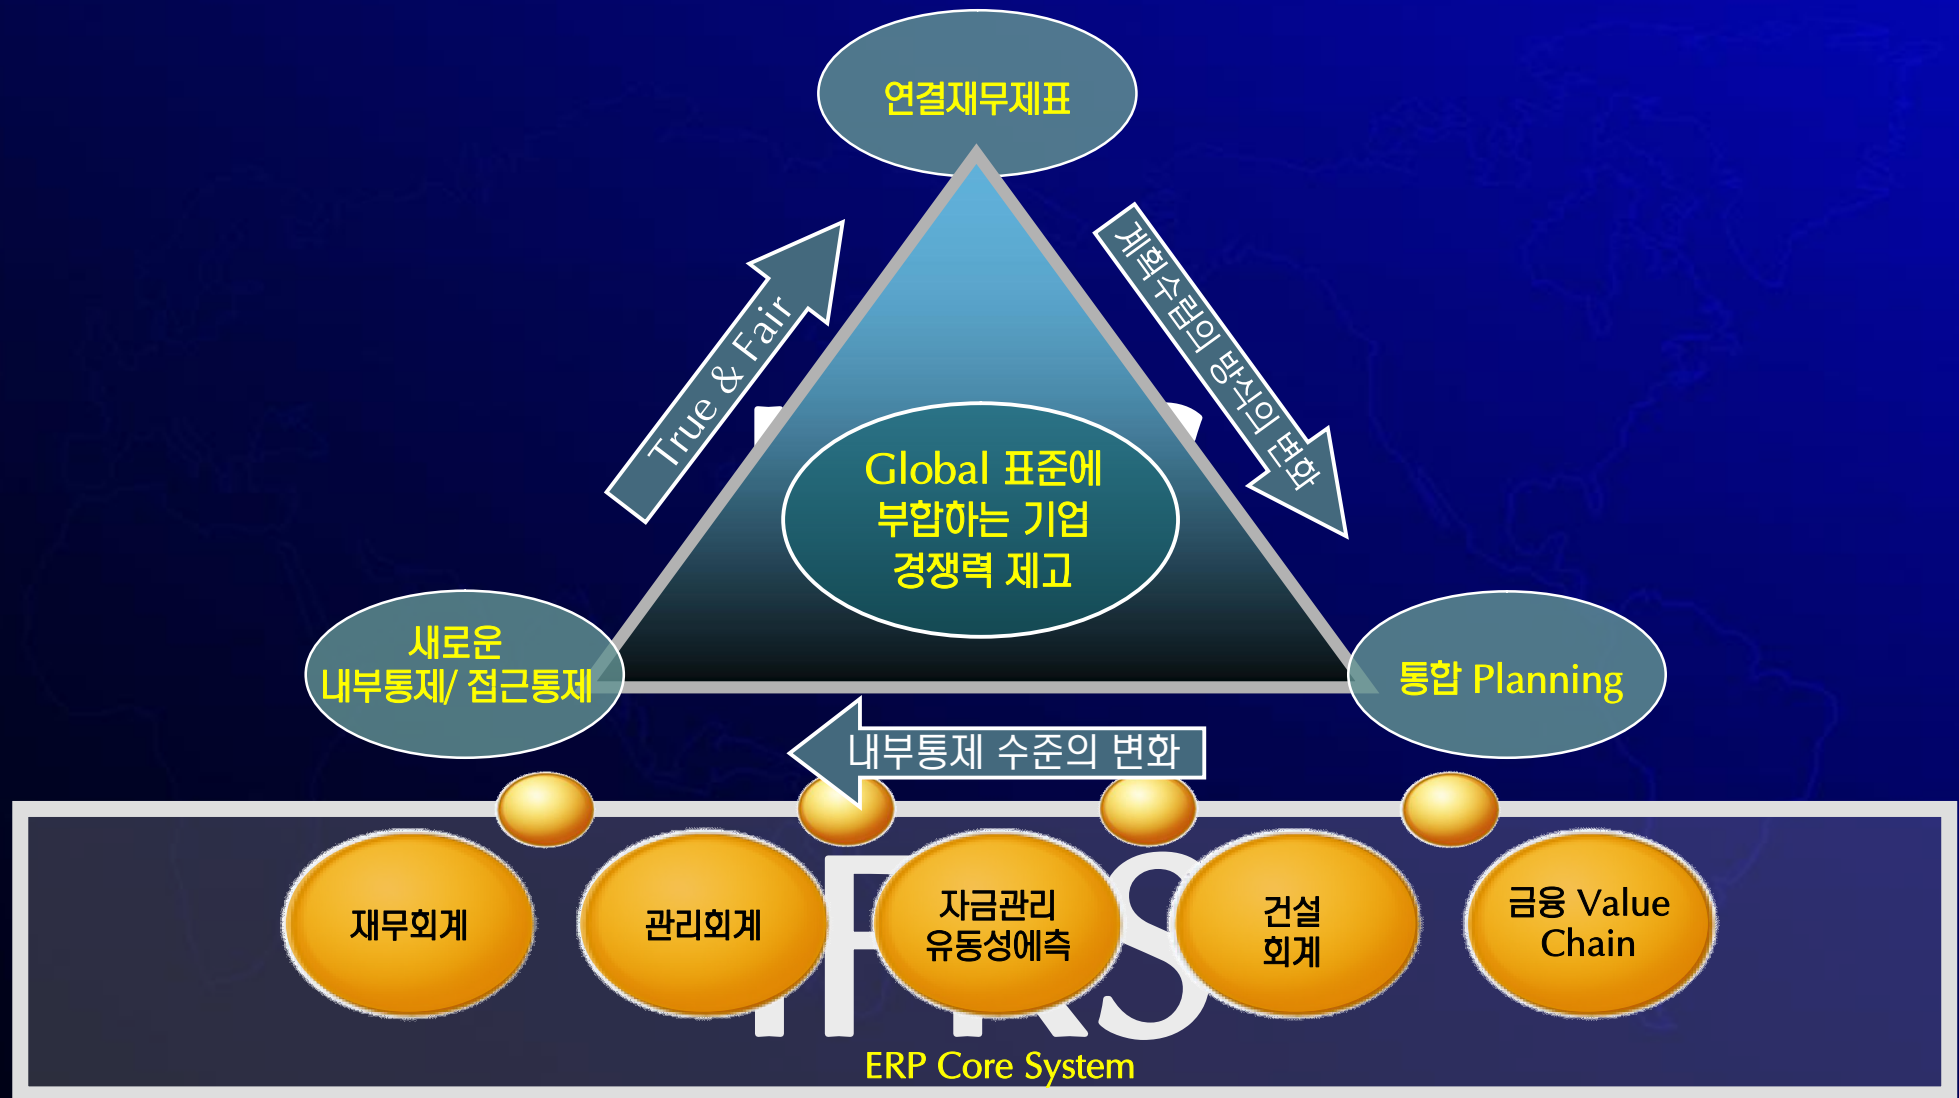 연결재무제표
True & Fair
계획수립의 방식의 변화
Global 표준에
부합하는 기업
경쟁력 제고
새로운
내부통제/ 접근통제
통합 Planning
내부통제 수준의 변화
재무회계
관리회계
자금관리
유동성예측
건설
회계
금융 Value
Chain
IFRS
ERP Core System